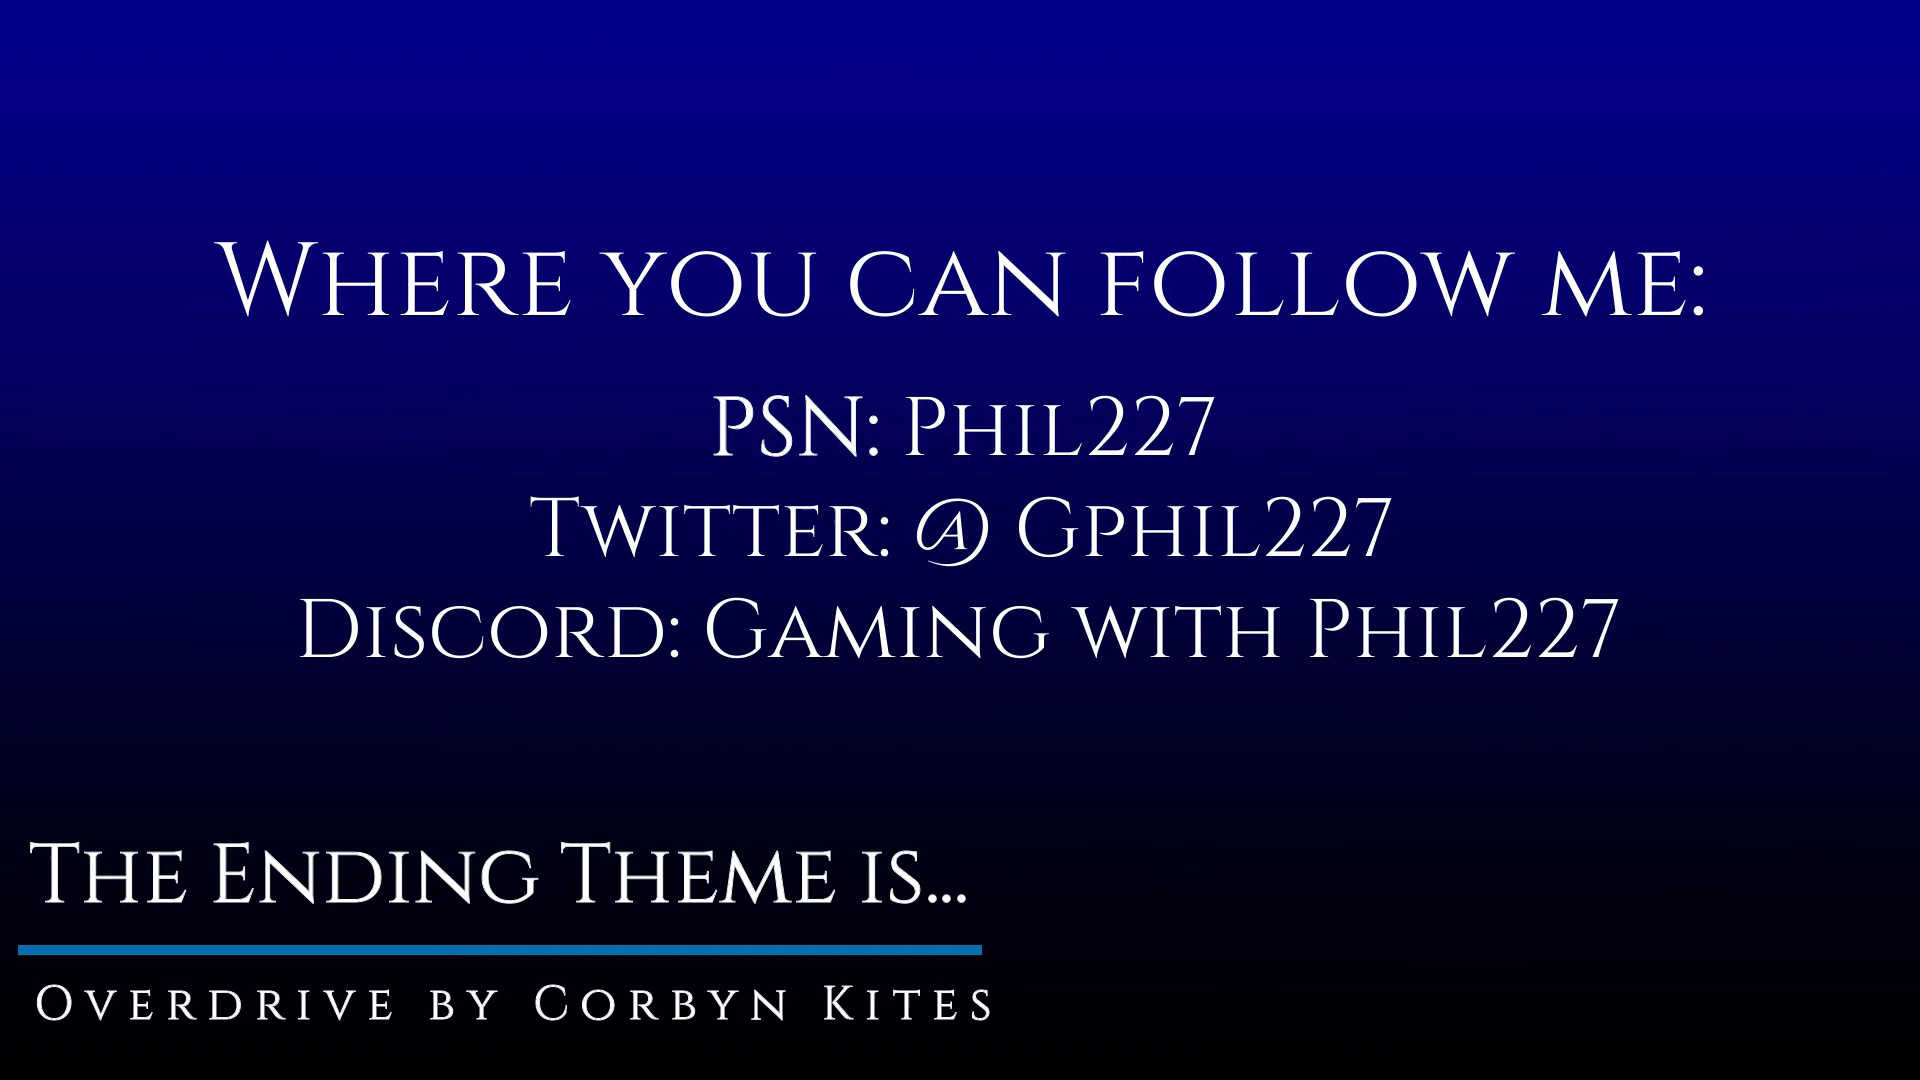 Where you can follow me:
PSN: Phil227
Twitter: @ Gphil227
Discord: Gaming with Phil227
The Ending Theme is...
Overdrive by Corbyn Kites